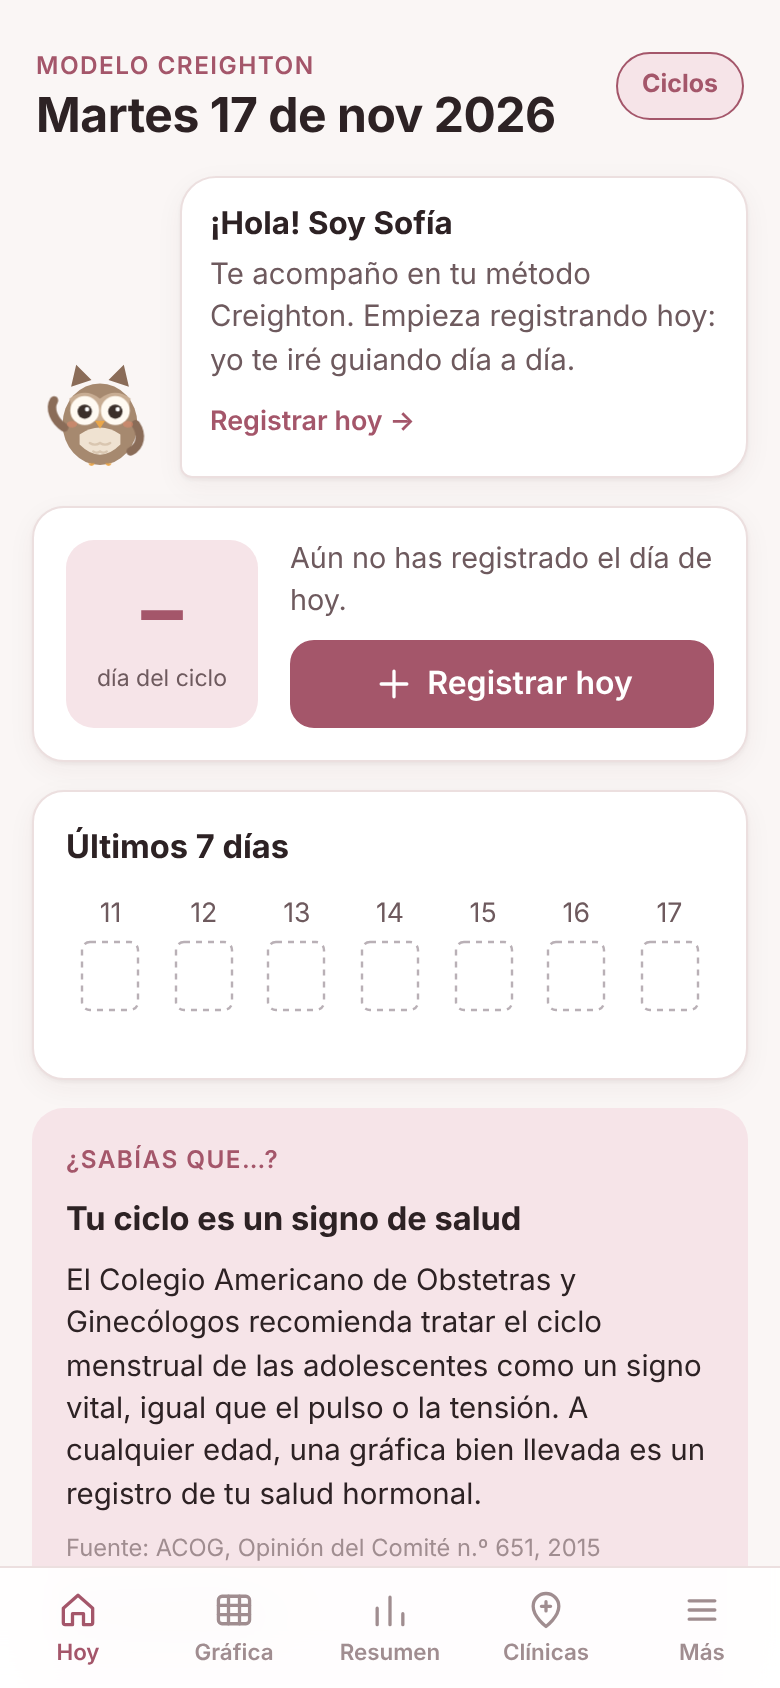 MODELO CREIGHTON
Martes 17 de nov 2026
Ciclos
¡Hola! Soy Sofía
Te acompaño en tu método
Creighton. Empieza registrando hoy:
yo te iré guiando día a día.
Registrar hoy →
–
día del ciclo
Aún no has registrado el día de
hoy.
+ Registrar hoy
Últimos 7 días
11 12 13 14 15 16 17
¿SABÍAS QUE...?
Tu ciclo es un signo de salud
El Colegio Americano de Obstetras y
Ginecólogos recomienda tratar el ciclo
menstrual de las adolescentes como un signo
vital, igual que el pulso o la tensión. A
cualquier edad, una gráfica bien llevada es un
registro de tu salud hormonal.
Fuente: ACOG, Opinión del Comité n.º 651, 2015
Hoy Gráfica Resumen Clínicas Más